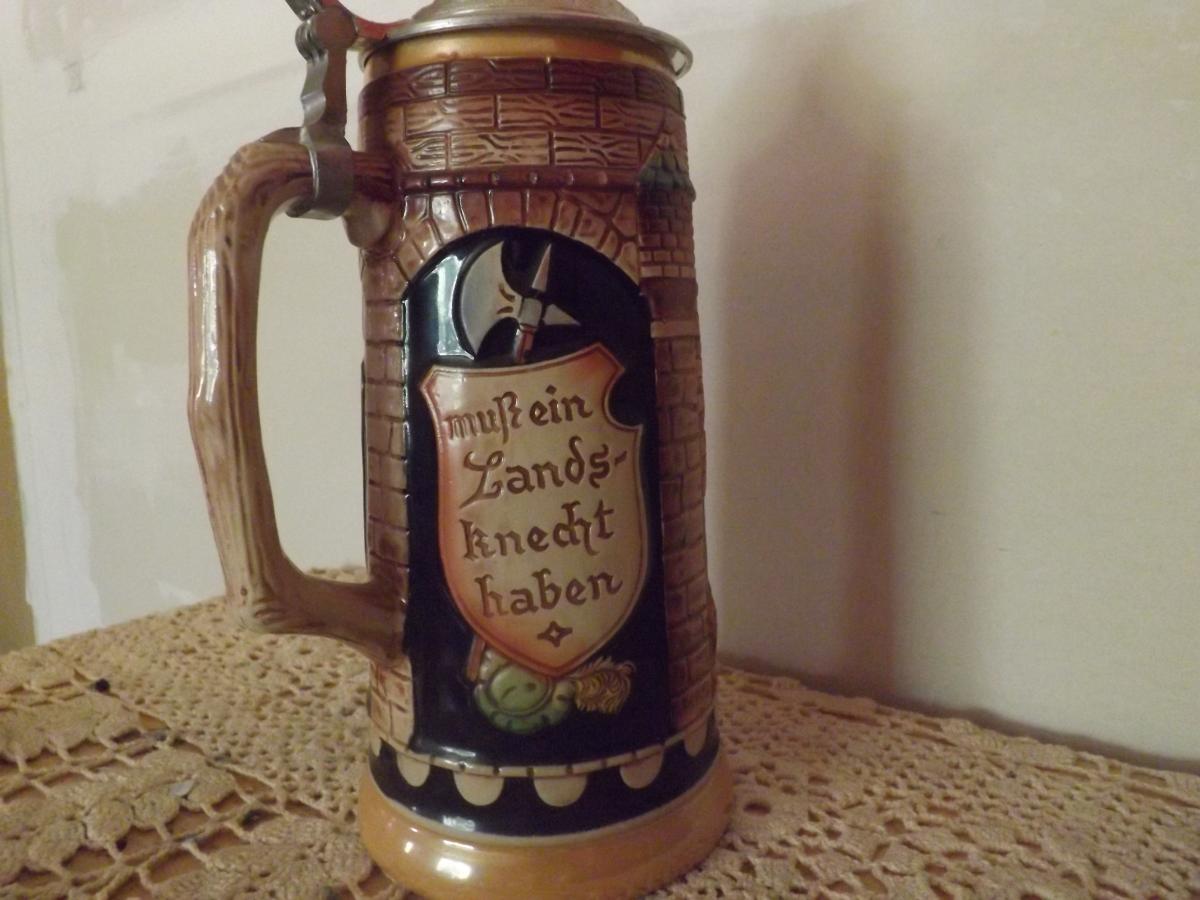 muß ein
Lands-
knecht
haben